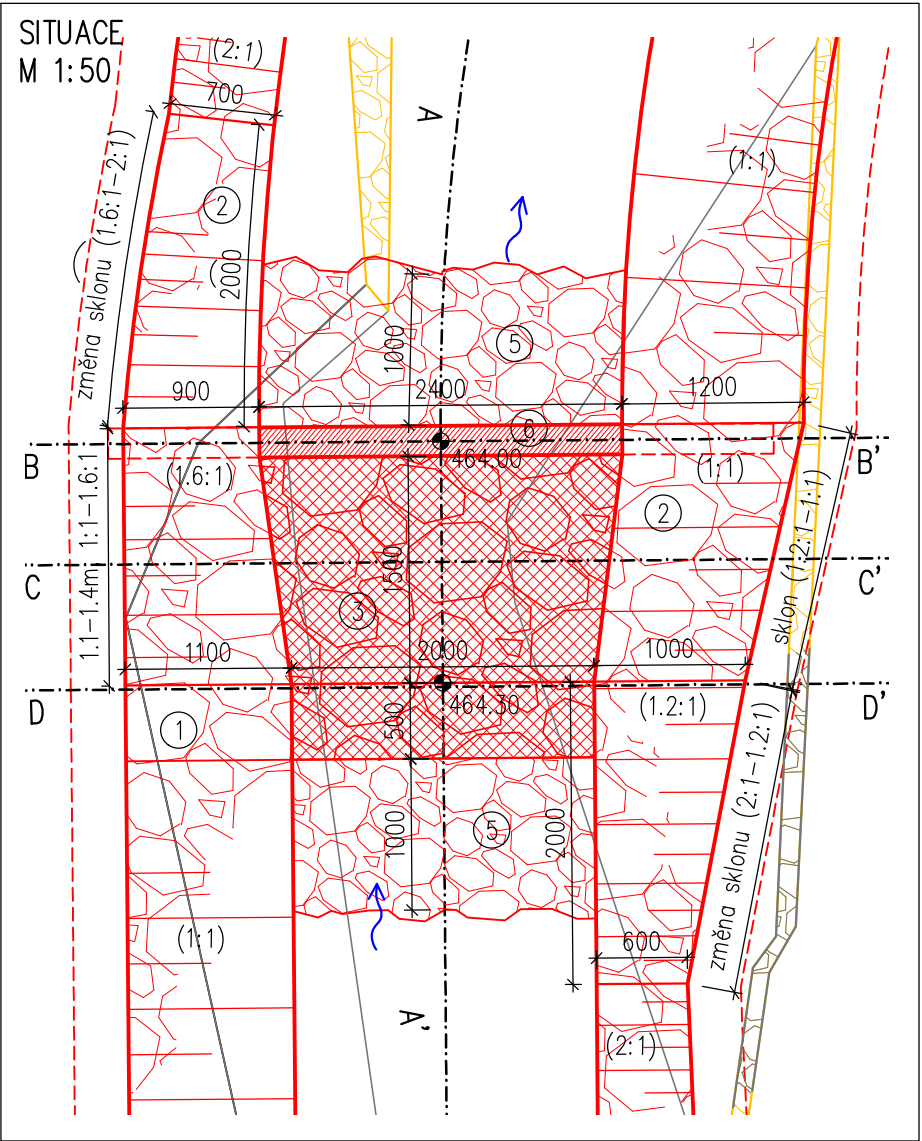 SITUACE
M 1:50
(2:1)
700
A
(1:1)
změna sklonu (1.6:1-2:1)
2
2000
1000
5
900
2400
1200
6
B
B'
464.00
(1.6:1)
(1:1)
2
sklon (1.2:1-1:1)
1.1-1.4m 1:1-1.6:1
C
C'
1500
3
1100
2000
1000
D
D'
464.30
(1.2:1)
1
500
změna sklonu (2:1-1.2:1)
1000
5
2000
(1:1)
600
A'
(2:1)